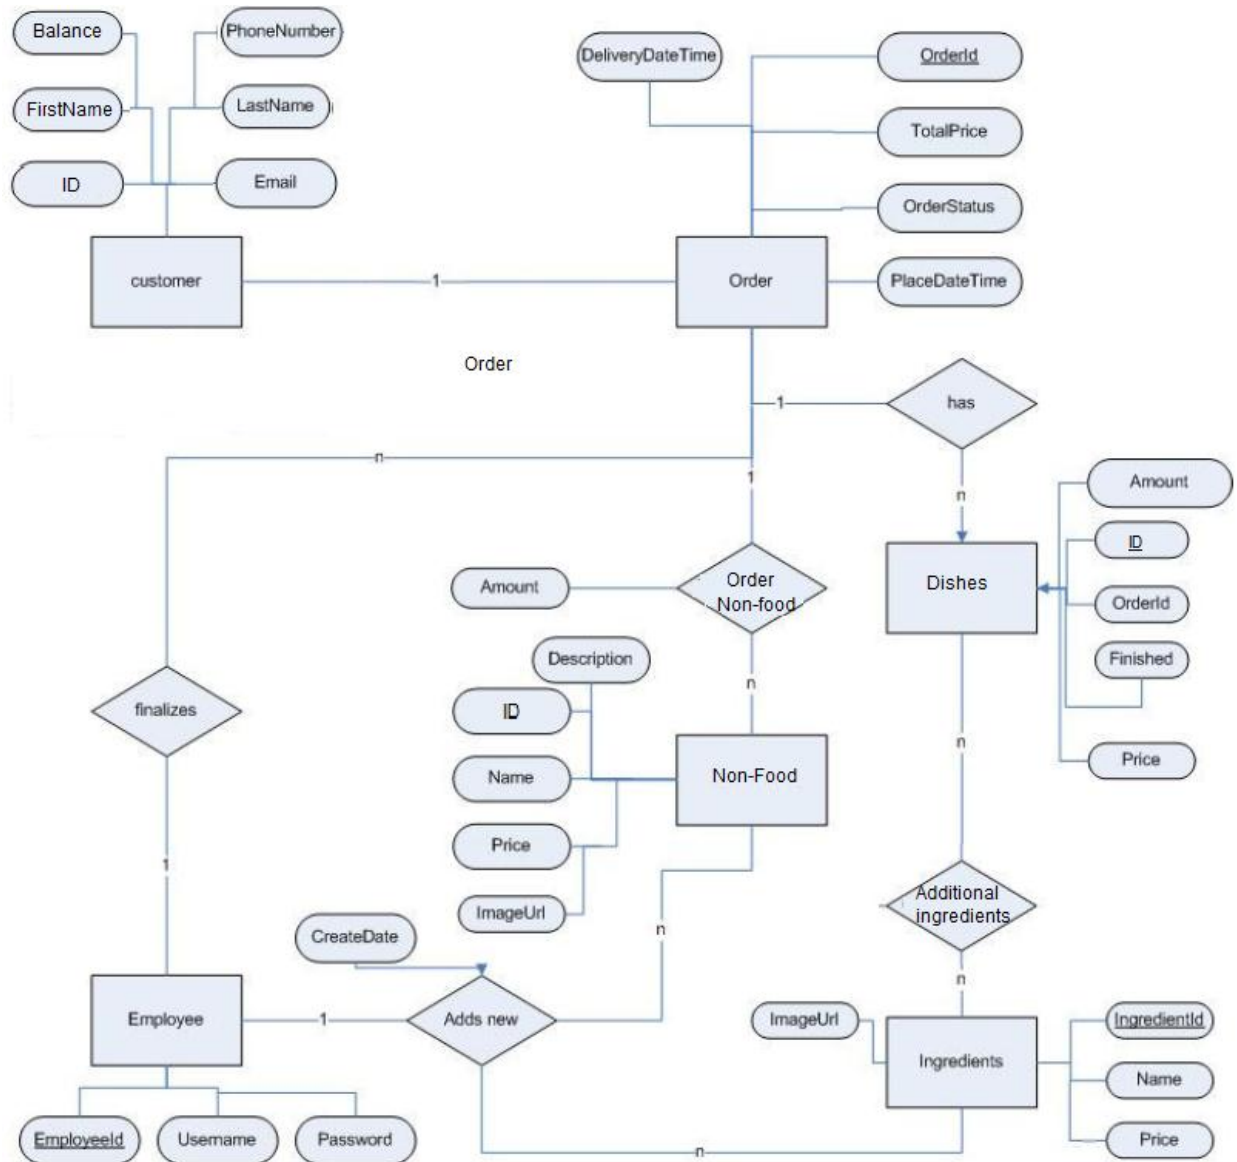 Balance
PhoneNumber
DeliveryDateTime
OrderId
FirstName
LastName
TotalPrice
ID
Email
OrderStatus
customer
1
Order
PlaceDateTime
Order
1
has
n
1
n
Amount
Amount
Order
Non-food
Dishes
ID
OrderId
Description
Finished
n
finalizes
ID
n
Name
Non-Food
Price
Price
1
Additional
ingredients
ImageUrl
CreateDate
n
n
Employee
1
Adds new
ImageUrl
Ingredients
IngredientId
Name
EmployeeId
Username
Password
Price
n